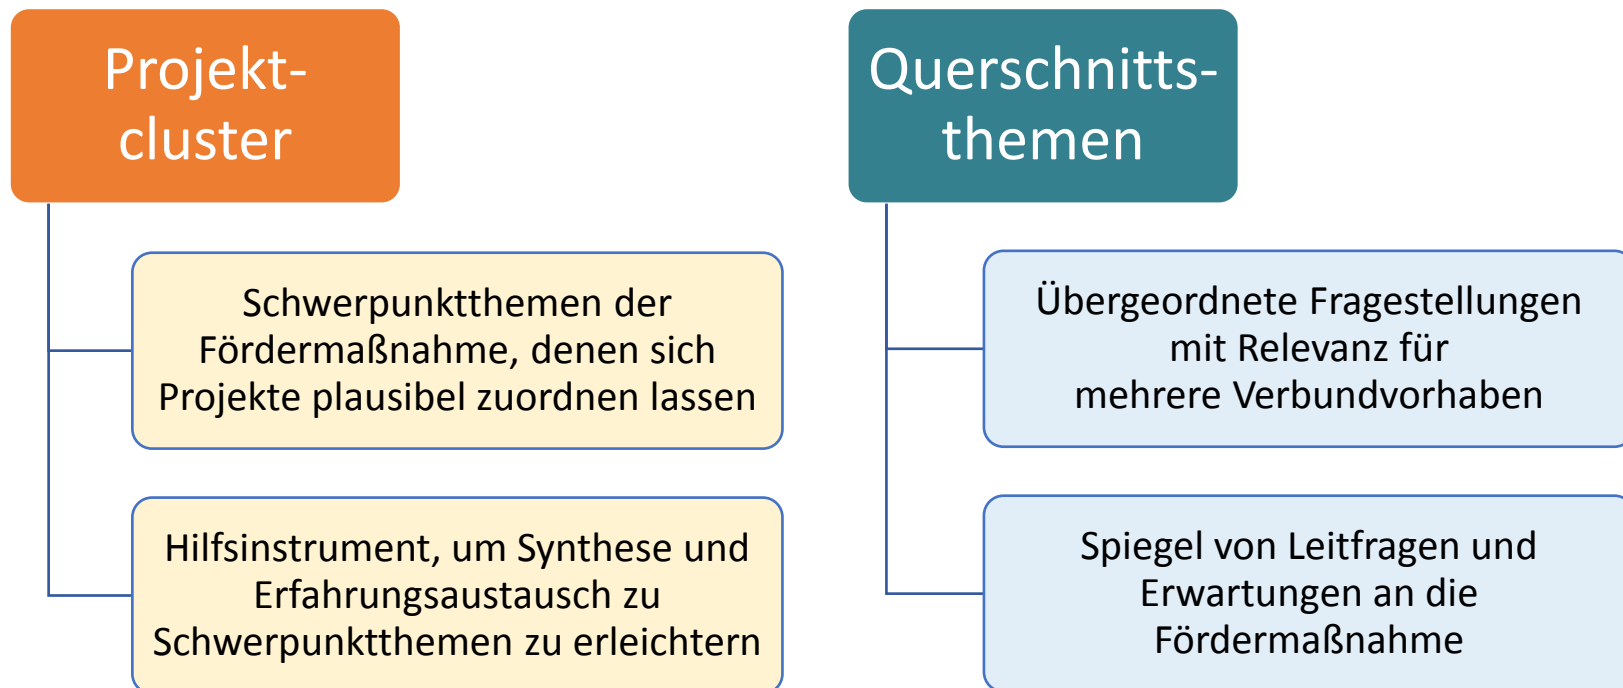 Projekt-
cluster
Schwerpunktthemen der
Fördermaßnahme, denen sich
Projekte plausibel zuordnen lassen
Hilfsinstrument, um Synthese und
Erfahrungsaustausch zu
Schwerpunktthemen zu erleichtern
Querschnitts-
themen
Übergeordnete Fragestellungen
mit Relevanz für
mehrere Verbundvorhaben
Spiegel von Leitfragen und
Erwartungen an die
Fördermaßnahme